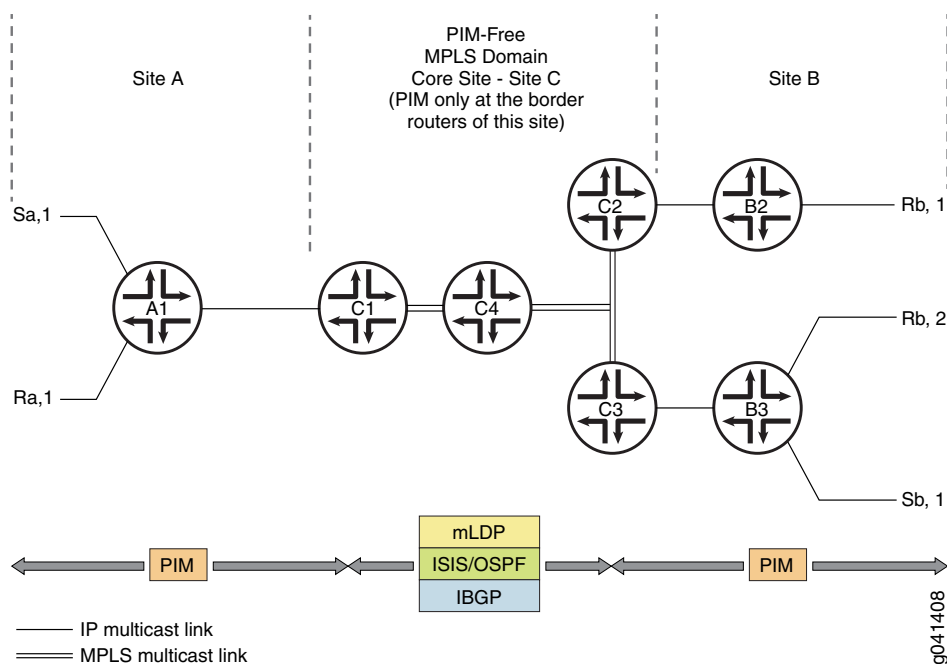 Site A
PIM-Free
MPLS Domain
Core Site - Site C
(PIM only at the border
routers of this site)
Site B
Sa,1
Ra,1
A1
C1
C4
C2
C3
B2
B3
Rb, 1
Rb, 2
Sb, 1
PIM
mLDP
ISIS/OSPF
IBGP
PIM
IP multicast link
MPLS multicast link
g041408